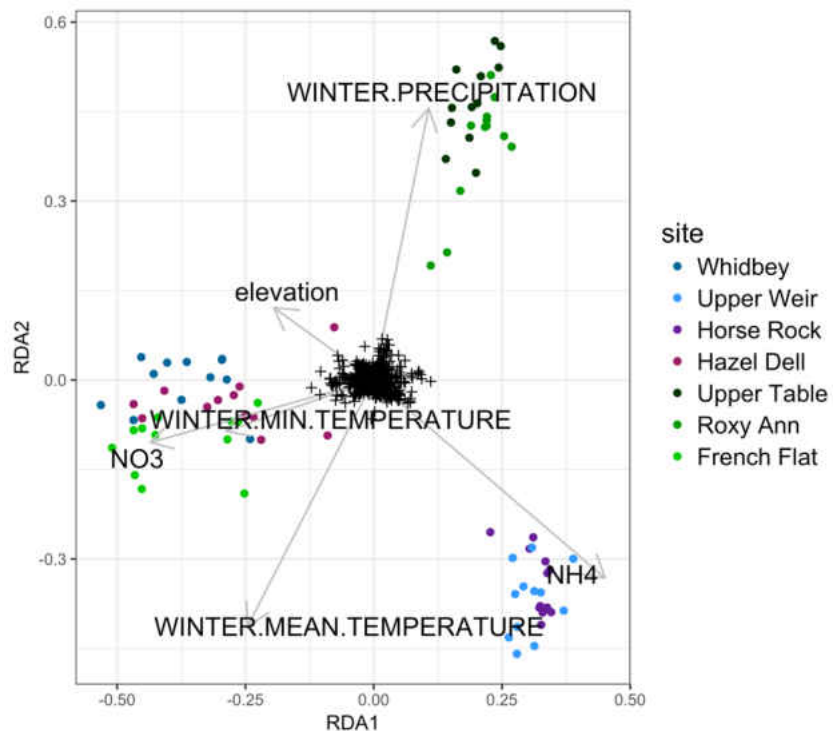 0.6
WINTER.PRECIPITATION
0.3
site
Whidbey
elevation
Upper Weir
Horse Rock
RDA2
0.0
Hazel Dell
Upper Table
WINTER.MIN.TEMPERATURE
Roxy Ann
NO3
French Flat
-0.3
NH4
WINTER.MEAN.TEMPERATURE
-0.50
-0.25
0.00
0.25
0.50
RDA1